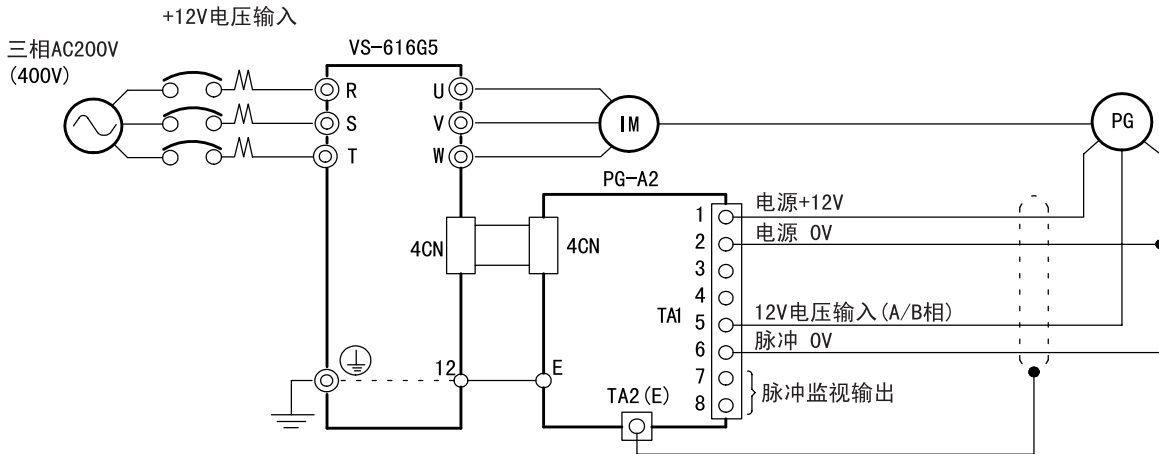 +12V电压输入
三相AC200V
(400V)
VS-616G5
R
S
T
U
V
W
IM
PG
PG-A2
4CN
4CN
TA1
1
2
3
4
5
6
7
8
电源+12V
电源 0V
12V电压输入(A/B相)
脉冲 0V
脉冲监视输出
12
E
TA2(E)